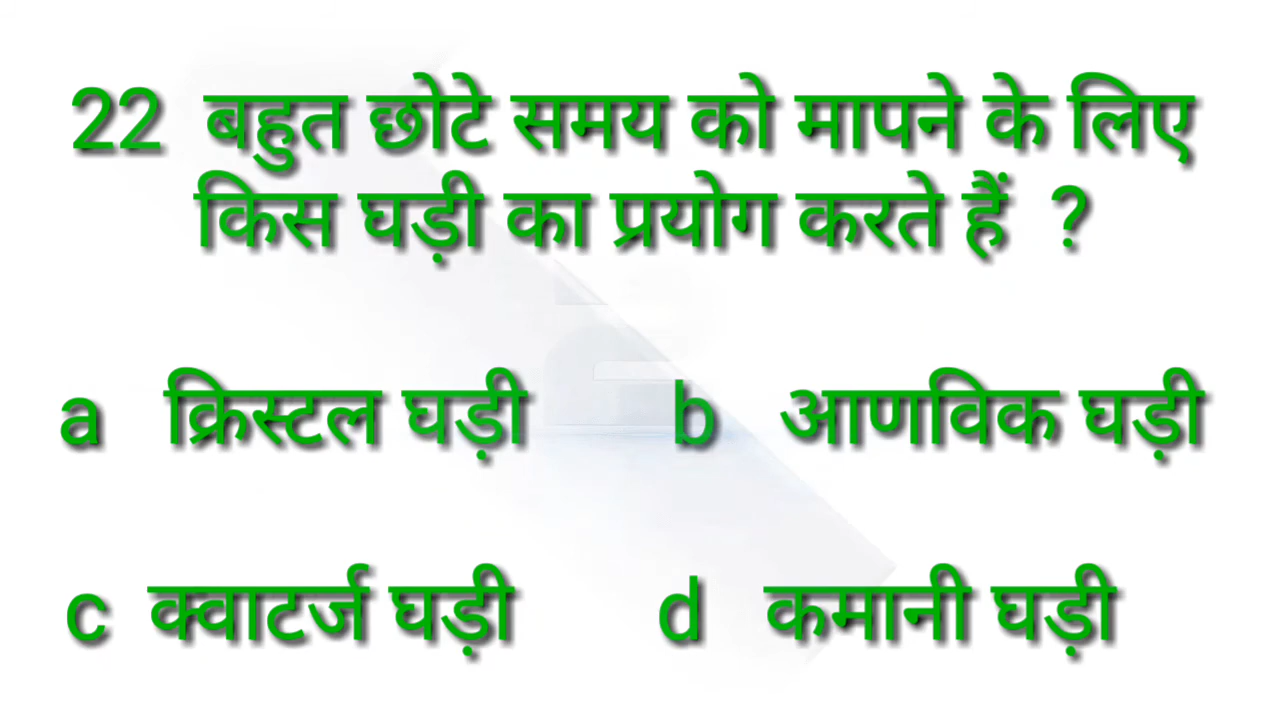 22 बहुत छोटे समय को मापने के लिए
किस घड़ी का प्रयोग करते हैं ?
a क्रिस्टल घड़ी b आणविक घड़ी
c क्वाटर्ज घड़ी d कमानी घड़ी